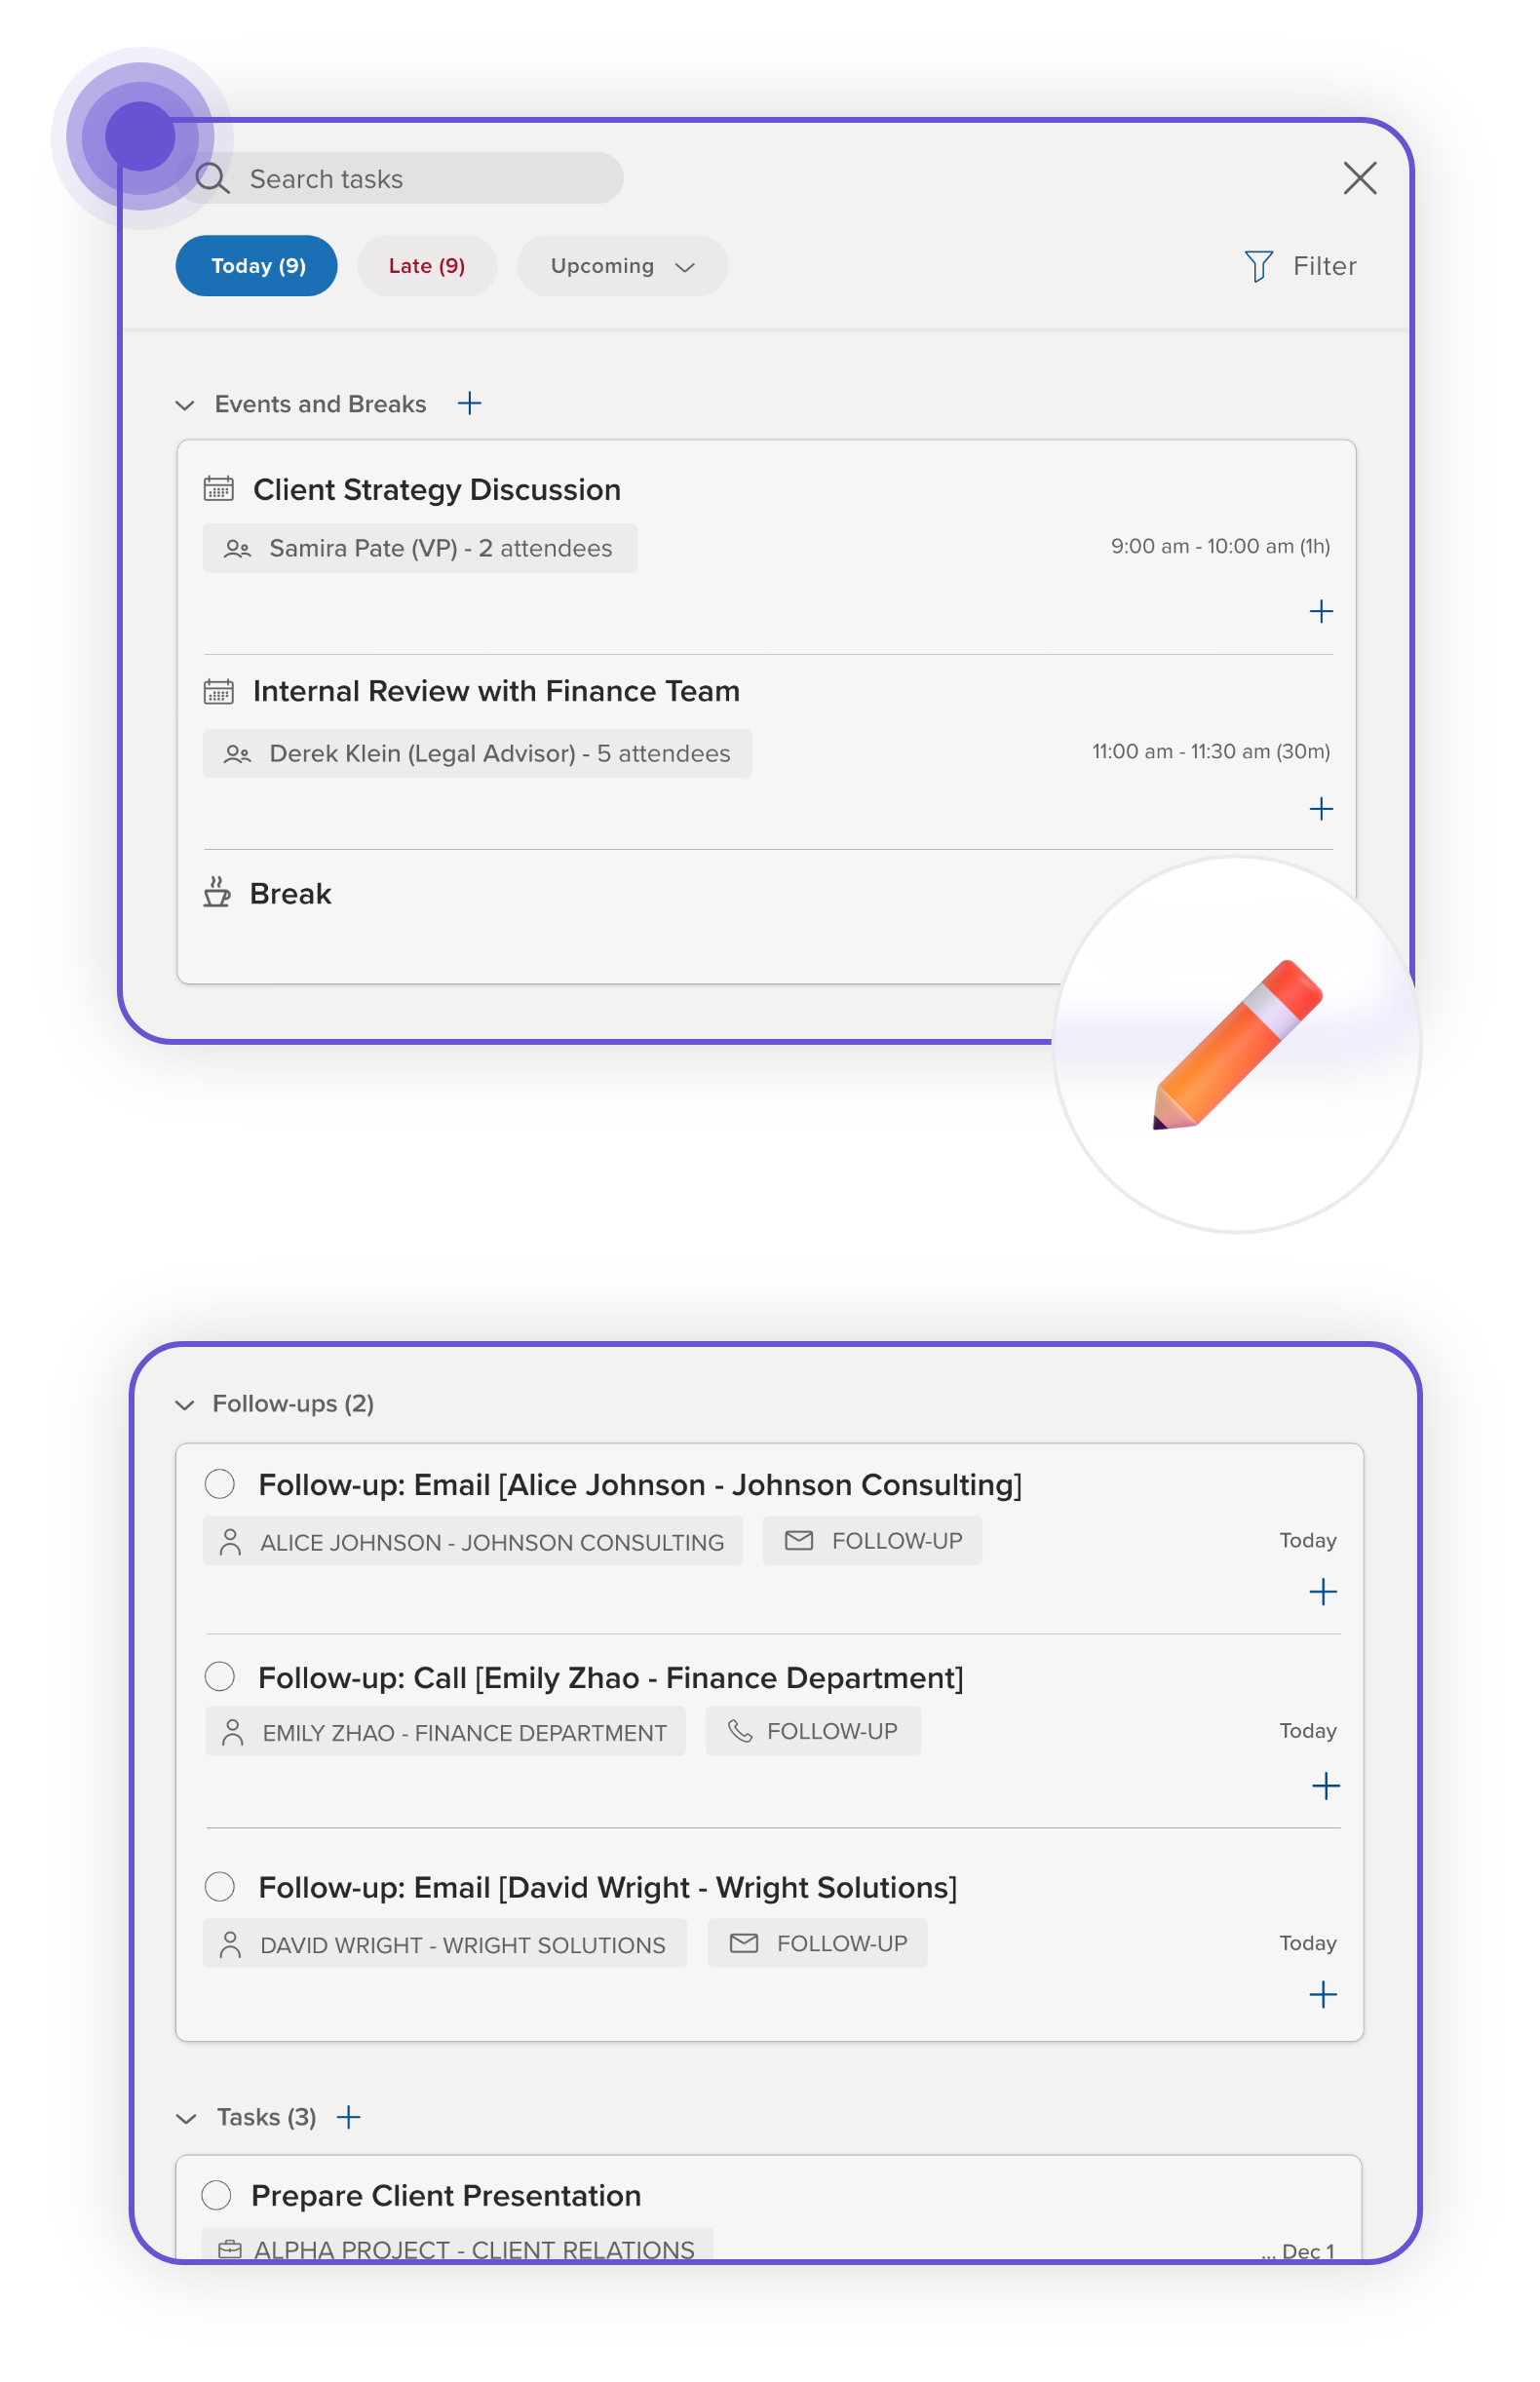 Search tasks
Today (9) Late (9) Upcoming Filter
Events and Breaks
Client Strategy Discussion
Samira Pate (VP) - 2 attendees 9:00 am - 10:00 am (1h)
Internal Review with Finance Team
Derek Klein (Legal Advisor) - 5 attendees 11:00 am - 11:30 am (30m)
Break
Follow-ups (2)
Follow-up: Email [Alice Johnson - Johnson Consulting]
ALICE JOHNSON - JOHNSON CONSULTING FOLLOW-UP Today
Follow-up: Call [Emily Zhao - Finance Department]
EMILY ZHAO - FINANCE DEPARTMENT FOLLOW-UP Today
Follow-up: Email [David Wright - Wright Solutions]
DAVID WRIGHT - WRIGHT SOLUTIONS FOLLOW-UP Today
Tasks (3)
Prepare Client Presentation
ALPHA PROJECT - CLIENT RELATIONS ... Dec 1